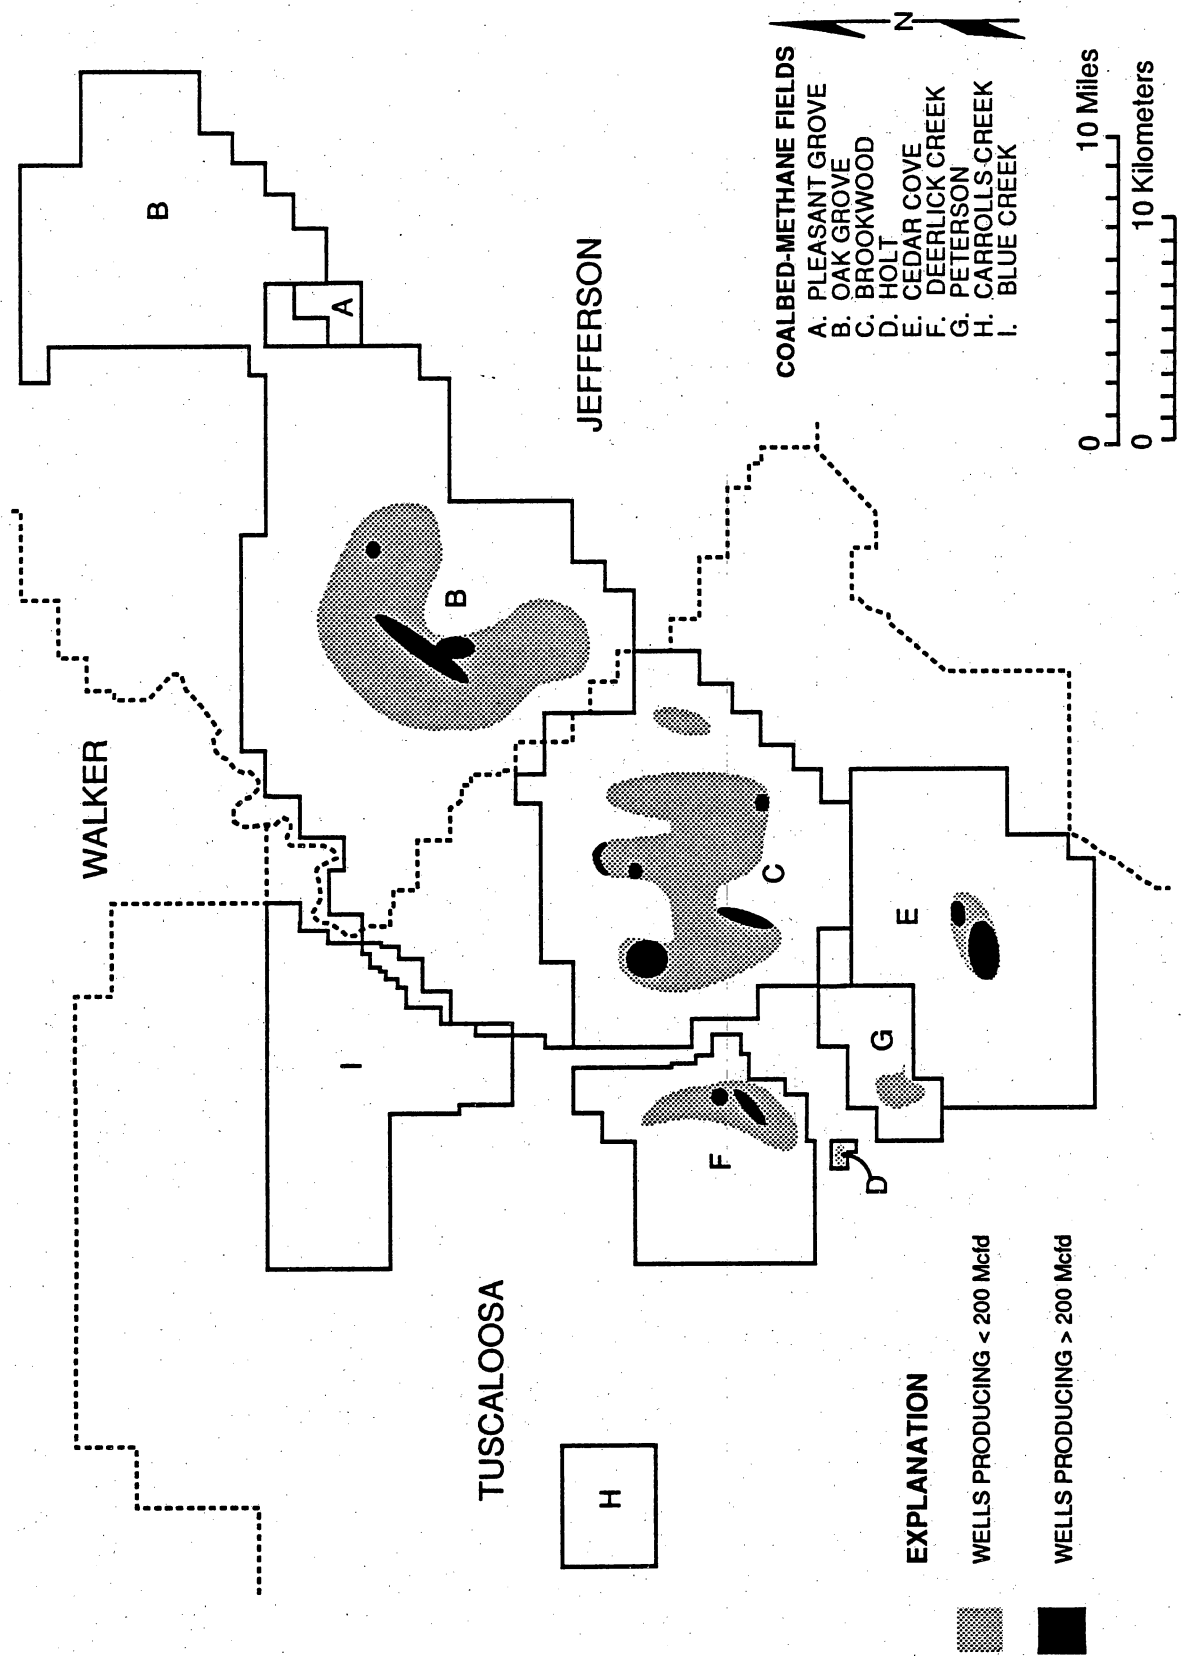 WALKER
JEFFERSON
TUSCALOOSA
B
A
B
C
E
G
F
D
I
H
N
COALBED-METHANE FIELDS
A. PLEASANT GROVE
B. OAK GROVE
C. BROOKWOOD
D. HOLT
E. CEDAR COVE
F. DEERLICK CREEK
G. PETERSON
H. CARROLLS CREEK
I. BLUE CREEK
0 10 Miles
0 10 Kilometers
EXPLANATION
WELLS PRODUCING < 200 Mcfd
WELLS PRODUCING > 200 Mcfd